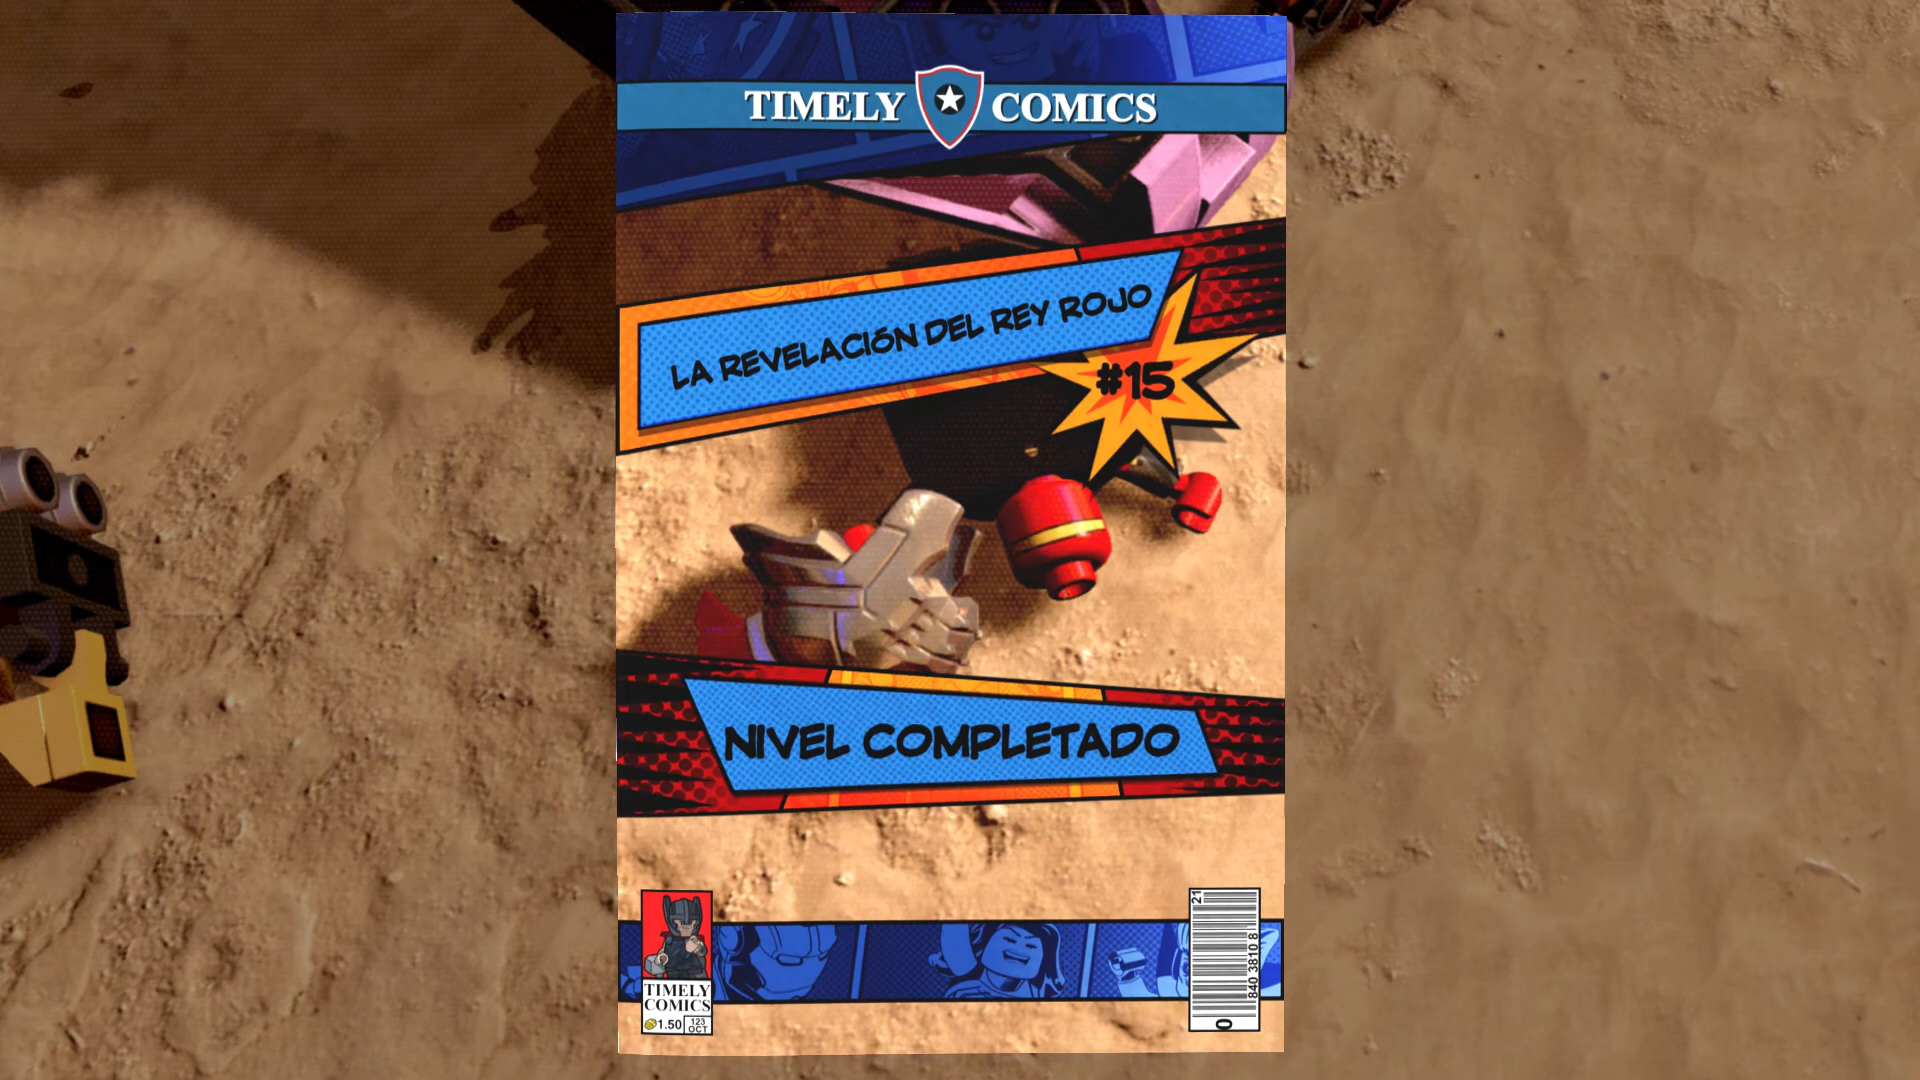 TIMELY COMICS
LA REVELACIÓN DEL REY ROJO
#15
NIVEL COMPLETADO
TIMELY
COMICS
1.50
123
OCT
21
840 3810 8
0